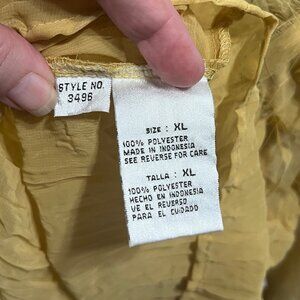 STYLE NO.
3496
SIZE : XL
100% POLYESTER
MADE IN INDONESIA
SEE REVERSE FOR CARE
TALLA : XL
100% POLYESTER
HECHO EN INDONESIA
VE EL REVERSO
PARA EL CUIDADO